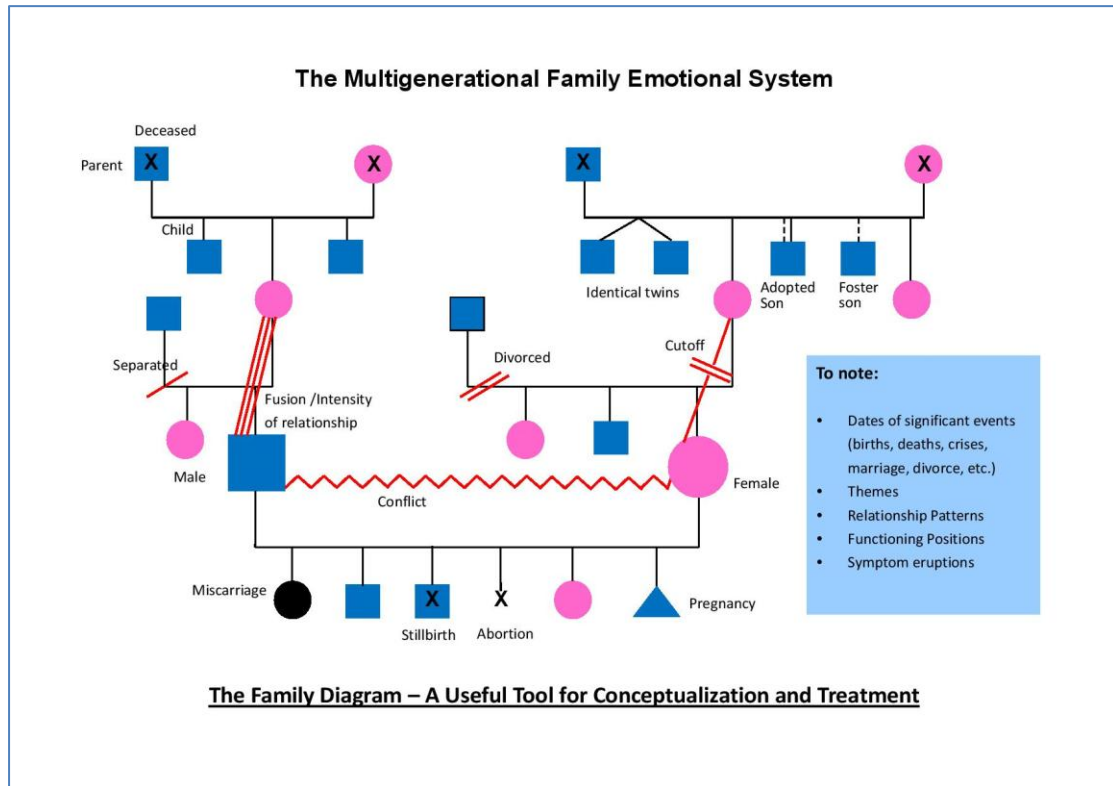 The Multigenerational Family Emotional System
Deceased
Parent
X
X
X
X
Child
Identical twins
Adopted
Son
Foster
son
Separated
Divorced
Cutoff
Fusion /Intensity
of relationship
Male
Conflict
Female
To note:
• Dates of significant events
(births, deaths, crises,
marriage, divorce, etc.)
• Themes
• Relationship Patterns
• Functioning Positions
• Symptom eruptions
Miscarriage
X
Stillbirth
X
Abortion
Pregnancy
The Family Diagram – A Useful Tool for Conceptualization and Treatment